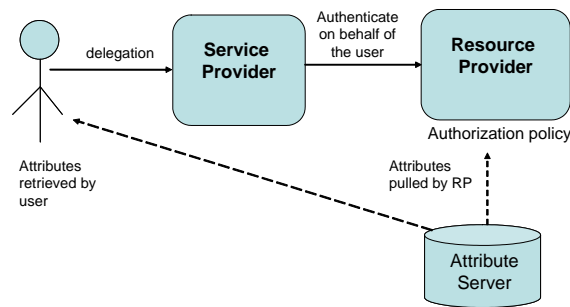 delegation
Service
Provider
Authenticate
on behalf of
the user
Resource
Provider
Authorization policy
Attributes
retrieved by
user
Attributes
pulled by RP
Attribute
Server